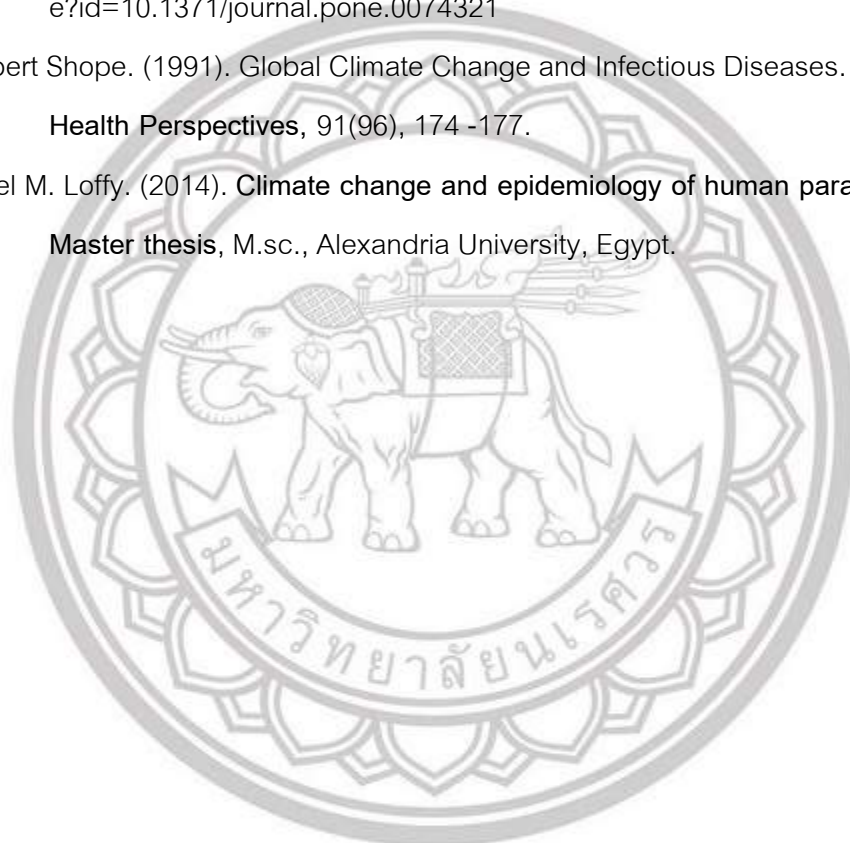 e?id=10.1371/journal.pone.0074321
bert Shope. (1991). Global Climate Change and Infectious Diseases.
Health Perspectives, 91(96), 174 -177.
el M. Loffy. (2014). Climate change and epidemiology of human para
Master thesis, M.sc., Alexandria University, Egypt.
มหาวิทยาลัยนเรศวร